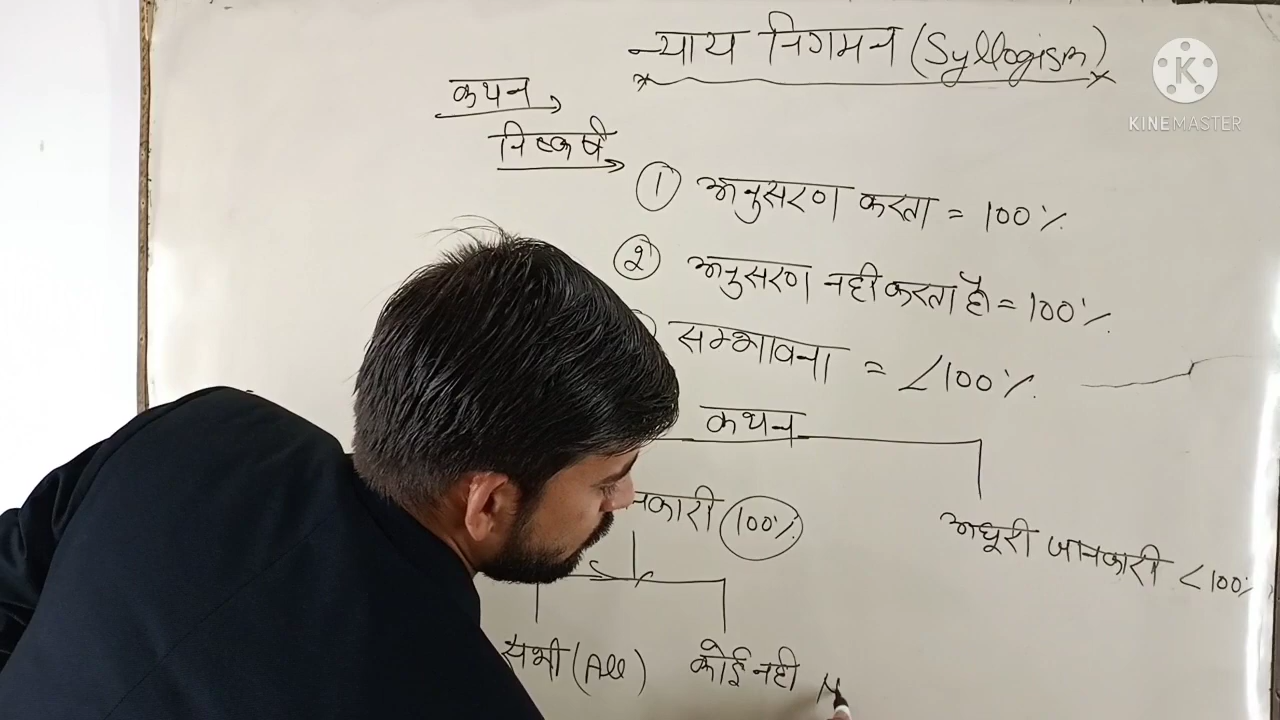 न्याय निगमन (Syllogism)
KINEMASTER
कथन
निष्कर्ष
① अनुसरण करता = 100%
② अनुसरण नही करता है = 100%
सम्भावना = <100%
कथन
नकारी 100%
अधूरी जानकारी <100%
सभी (All) कोई नही